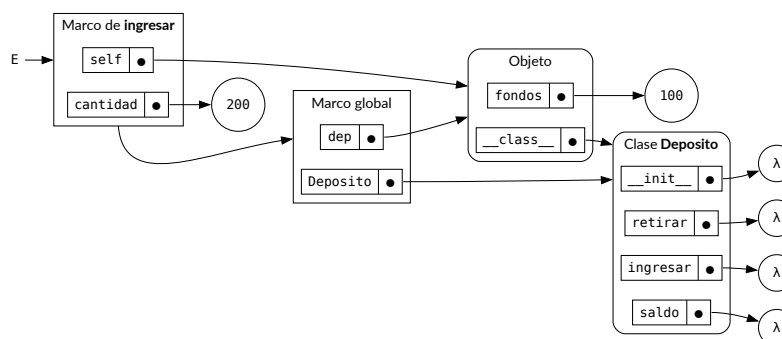 Marco de ingresar
E
self
cantidad
200
Marco global
dep
Deposito
Objeto
fondos
__class__
100
Clase Deposito
__init__
retirar
ingresar
saldo
λ
λ
λ
λ